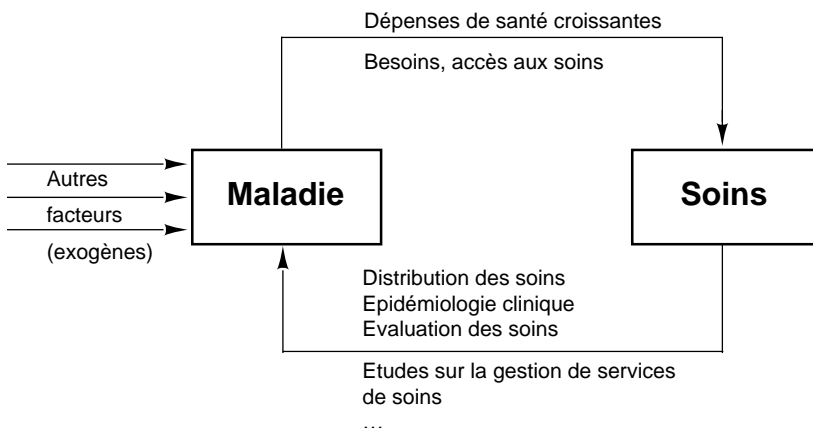 Dépenses de santé croissantes
Besoins, accès aux soins
Autres
facteurs
(exogènes)
Maladie
Soins
Distribution des soins
Epidémiologie clinique
Evaluation des soins
Etudes sur la gestion de services
de soins
...